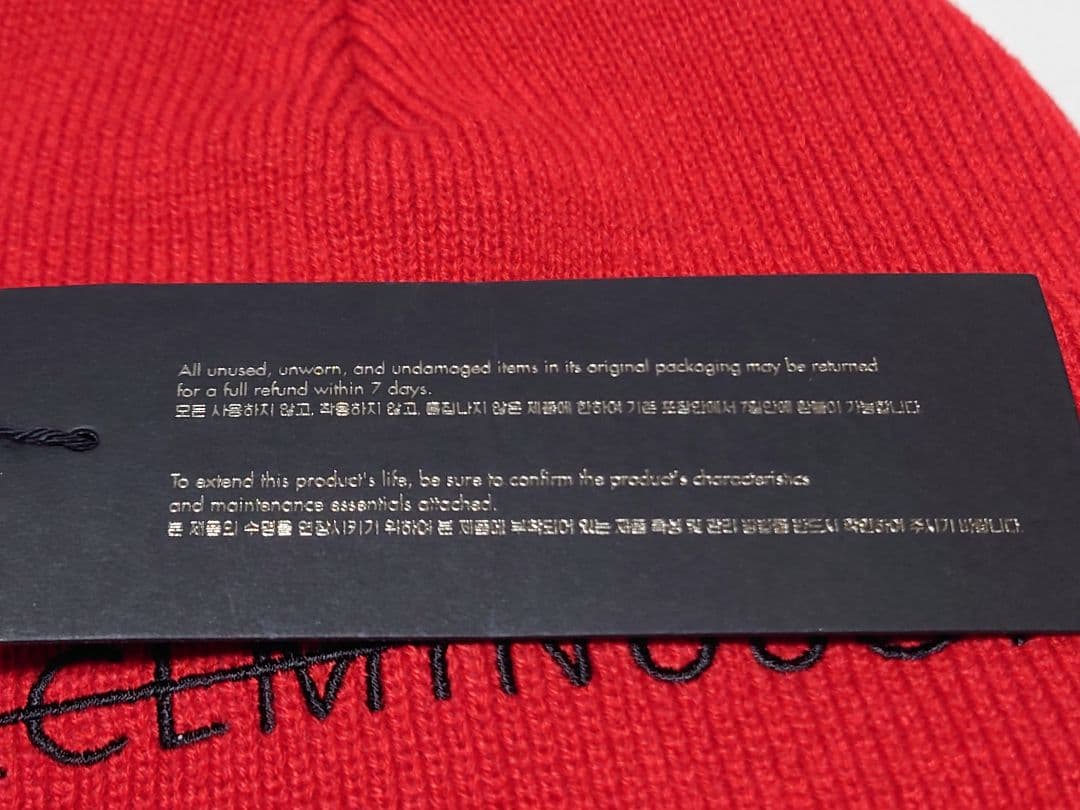 All unused, unworn, and undamaged items in its original packaging may be returned
for a full refund within 7 days.
모든 사용하지 않고, 착용하지 않고, 흠집나지 않은 제품에 한하여 기존 포장안에서 7일안에 환불이 가능합니다
To extend this product's life, be sure to confirm the product's characteristics
and maintenance essentials attached.
본 제품의 수명을 연장시키기 위하여 본 제품에 부착되어 있는 제품 특성 및 관리 방법을 반드시 확인하여 주시기 바랍니다.